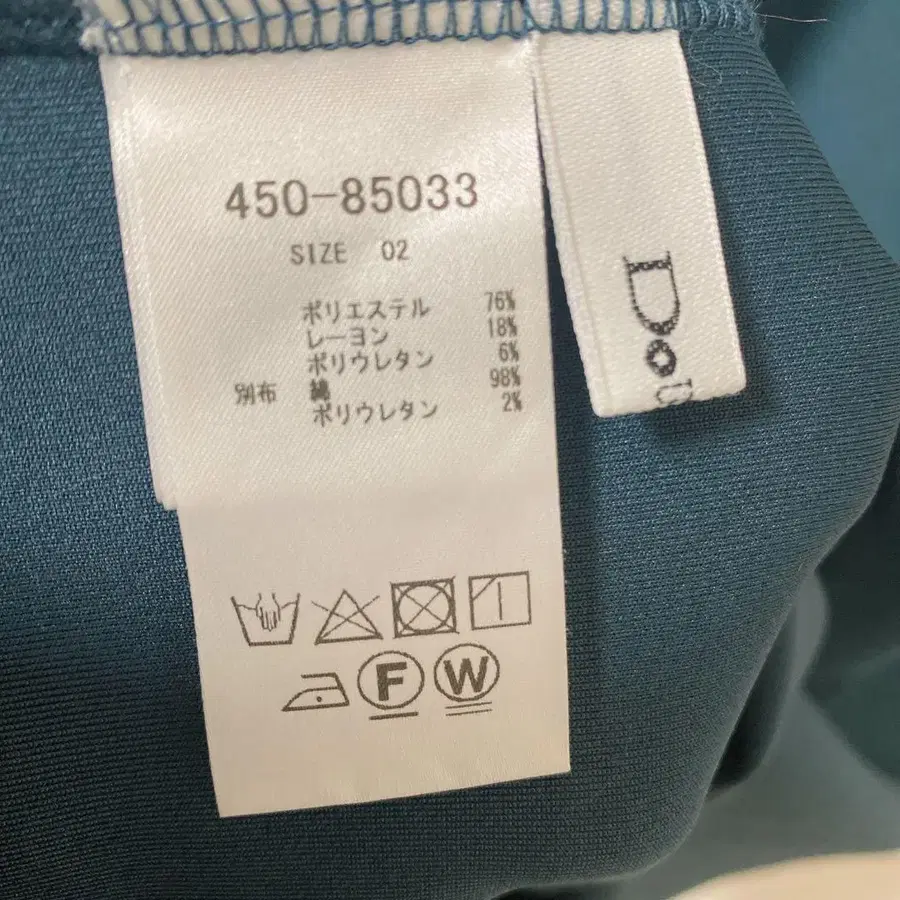 450-85033
SIZE 02
ポリエステル 76%
レーヨン 18%
ポリウレタン 6%
別布 綿 98%
ポリウレタン 2%
F W